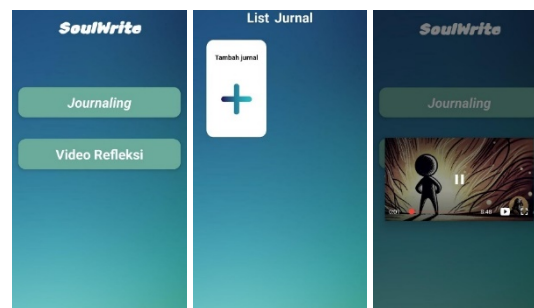 SoulWrite
Journaling
Video Refleksi
List Jurnal
Tambah jurnal
SoulWrite
Journaling